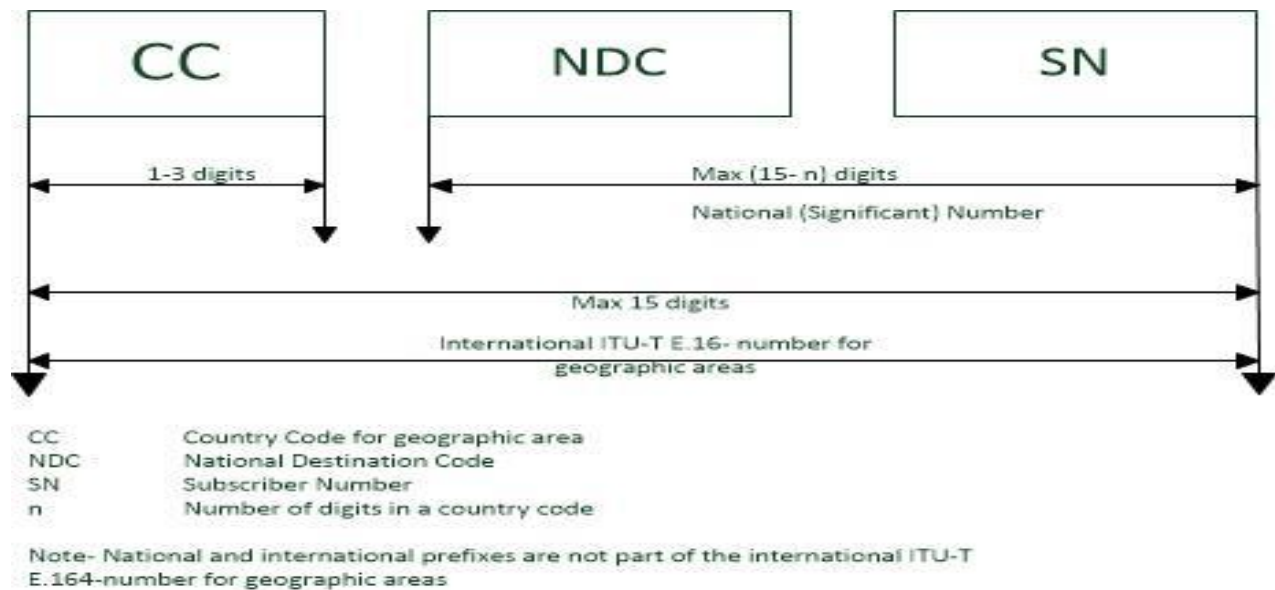 CC NDC SN
1-3 digits Max (15- n) digits
National (Significant) Number
Max 15 digits
International ITU-T E.16- number for
geographic areas
CC Country Code for geographic area
NDC National Destination Code
SN Subscriber Number
n Number of digits in a country code
Note- National and international prefixes are not part of the international ITU-T
E.164-number for geographic areas